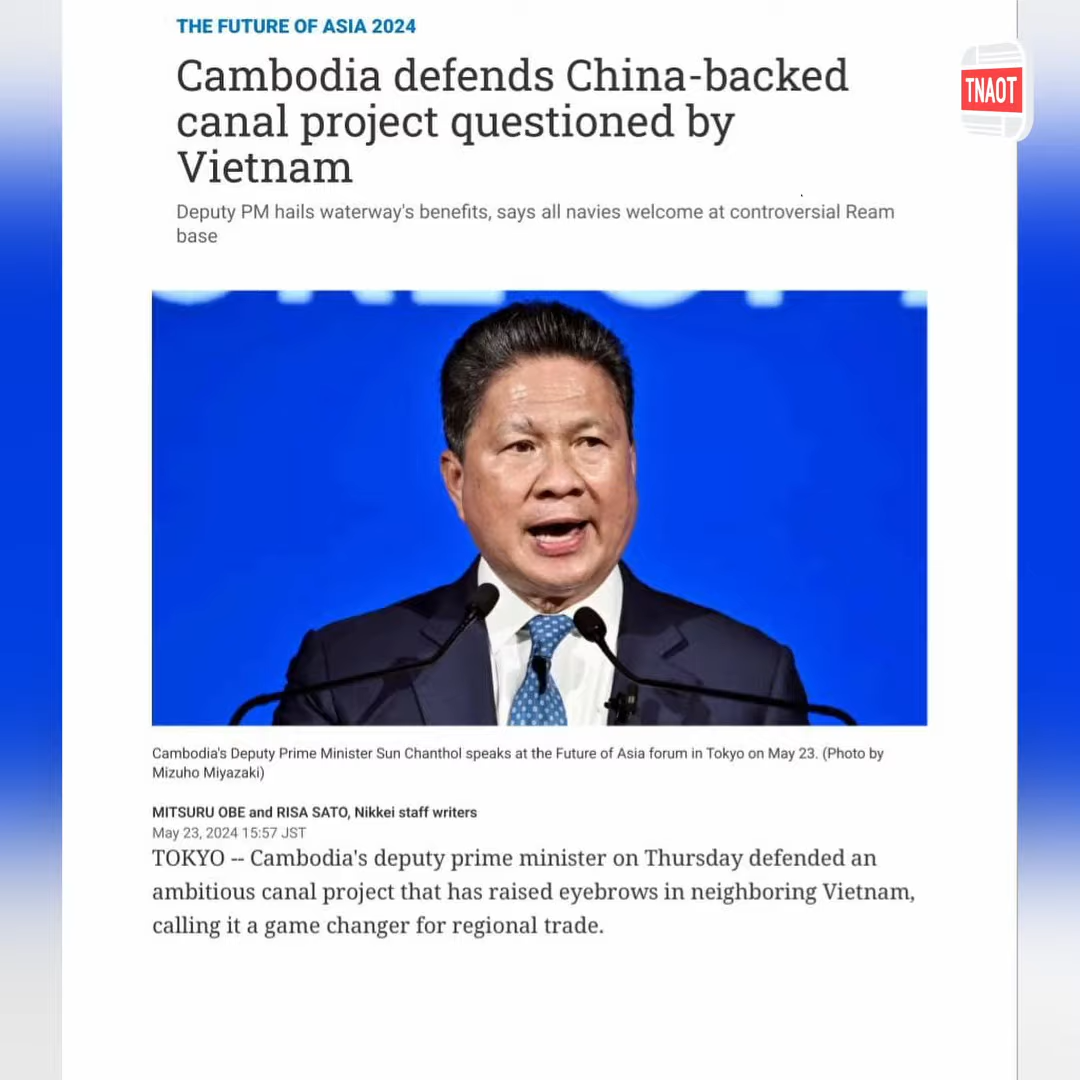 THE FUTURE OF ASIA 2024
TNAOT
Cambodia defends China-backed
canal project questioned by
Vietnam
Deputy PM hails waterway's benefits, says all navies welcome at controversial Ream
base
Cambodia's Deputy Prime Minister Sun Chanthol speaks at the Future of Asia forum in Tokyo on May 23. (Photo by
Mizuho Miyazaki)
MITSURU OBE and RISA SATO, Nikkei staff writers
May 23, 2024 15:57 JST
TOKYO -- Cambodia's deputy prime minister on Thursday defended an
ambitious canal project that has raised eyebrows in neighboring Vietnam,
calling it a game changer for regional trade.